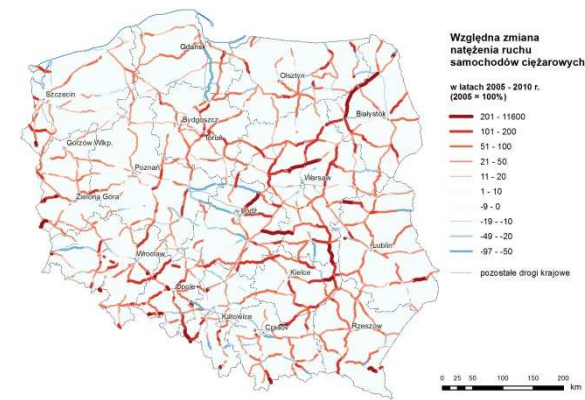 Względna zmiana
natężenia ruchu
samochodów ciężarowych
w latach 2005 - 2010 r.
(2005 = 100%)
201 - 11600
101 - 200
51 - 100
21 - 50
11 - 20
1 - 10
-9 - 0
-19 - -10
-49 - -20
-97 - -50
pozostałe drogi krajowe
Gdańsk
Olsztyn
Szczecin
Białystok
Bydgoszcz
Toruń
Gorzów Wlkp.
Poznań
Warsaw
Zielona Góra
Łódź
Lublin
Wrocław
Kielce
Opole
Katowice
Cracow
Rzeszów
0 25 50 100 150 200
km